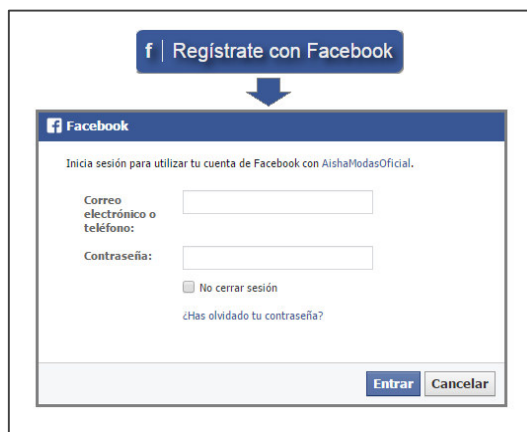 f | Regístrate con Facebook
f Facebook
Inicia sesión para utilizar tu cuenta de Facebook con AishaModasOficial.
Correo
electrónico o
teléfono:
Contraseña:
No cerrar sesión
¿Has olvidado tu contraseña?
Entrar Cancelar